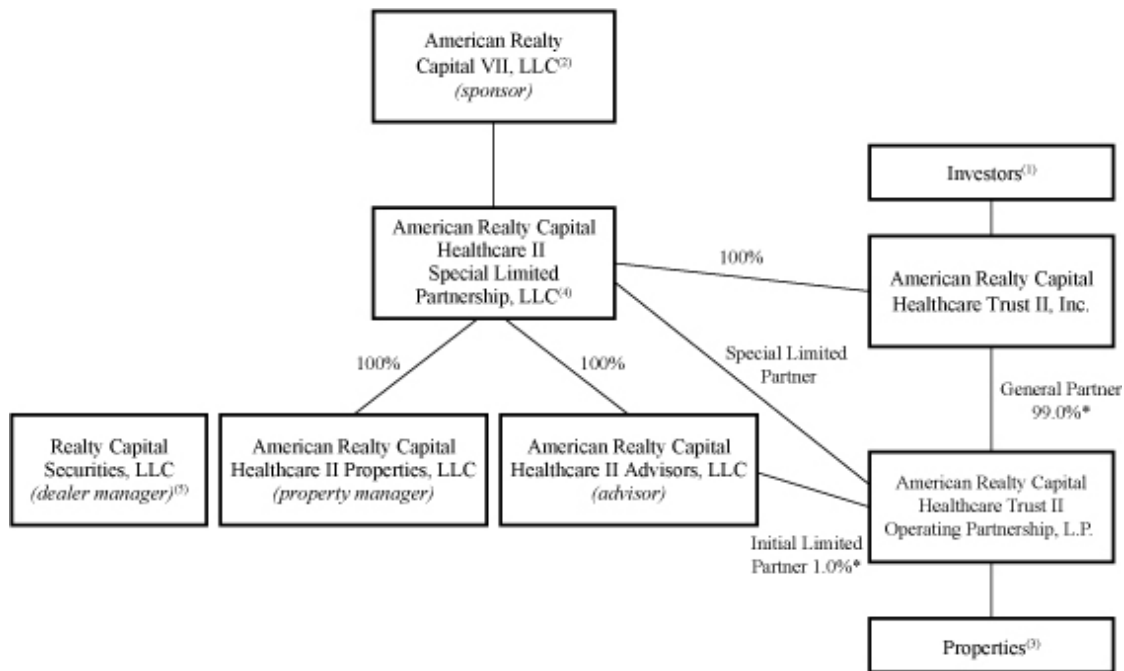 American Realty
Capital VII, LLC(2)
(sponsor)
Investors(1)
American Realty Capital
Healthcare II
Special Limited
Partnership, LLC(4)
100%
American Realty Capital
Healthcare Trust II, Inc.
100%
100%
Special Limited
Partner
General Partner
99.0%*
Realty Capital
Securities, LLC
(dealer manager)(5)
American Realty Capital
Healthcare II Properties, LLC
(property manager)
American Realty Capital
Healthcare II Advisors, LLC
(advisor)
American Realty Capital
Healthcare Trust II
Operating Partnership, L.P.
Initial Limited
Partner 1.0%*
Properties(3)